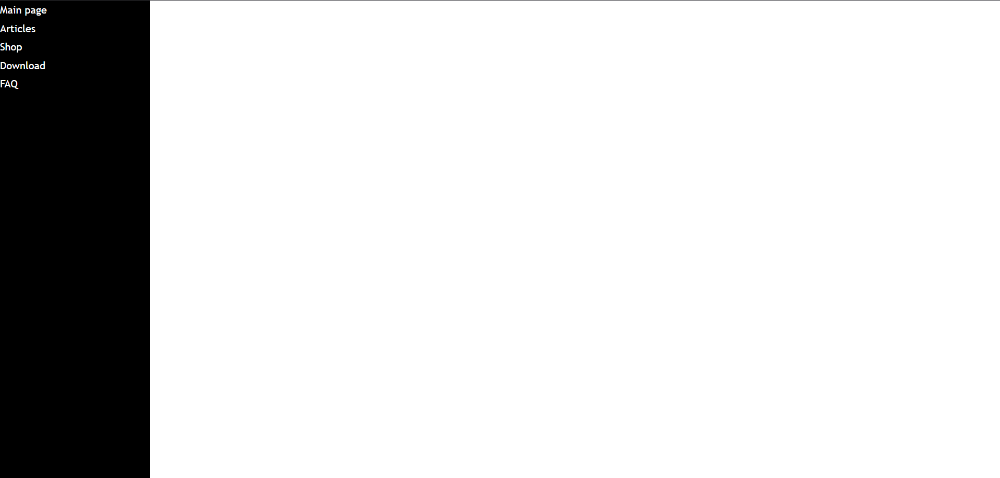 Main page
Articles
Shop
Download
FAQ